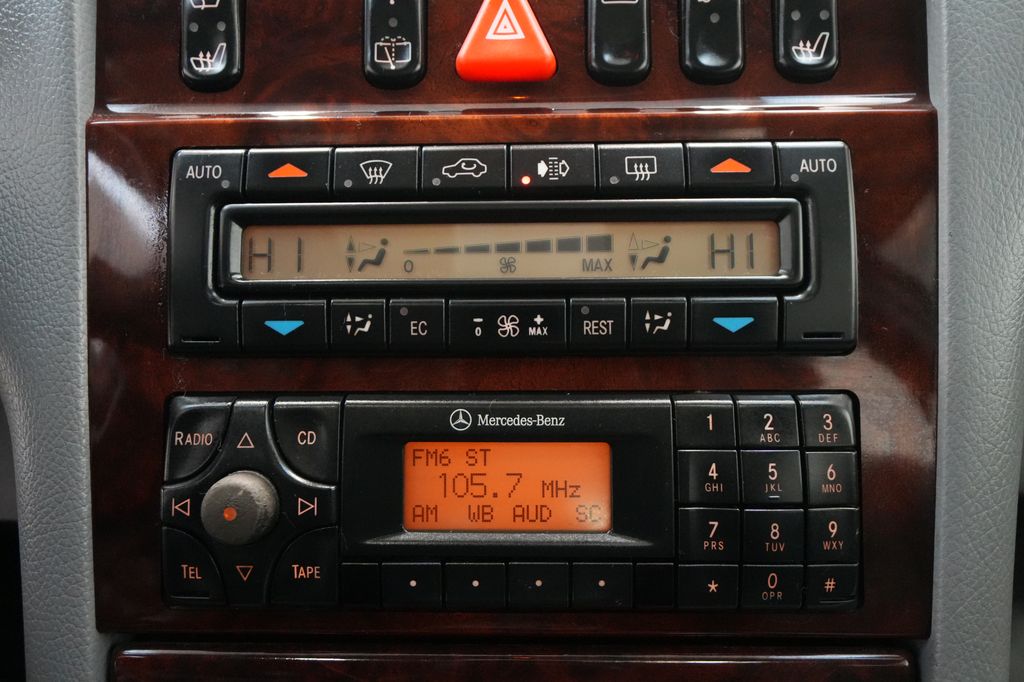 AUTO
AUTO
HI
HI
0
MAX
EC
- 0
+ MAX
REST
RADIO
CD
TEL
TAPE
Mercedes-Benz
FM6 ST
105.7 MHz
AM WB AUD SC
1
2 ABC
3 DEF
4 GHI
5 JKL
6 MNO
7 PRS
8 TUV
9 WXY
*
0 OPR
#